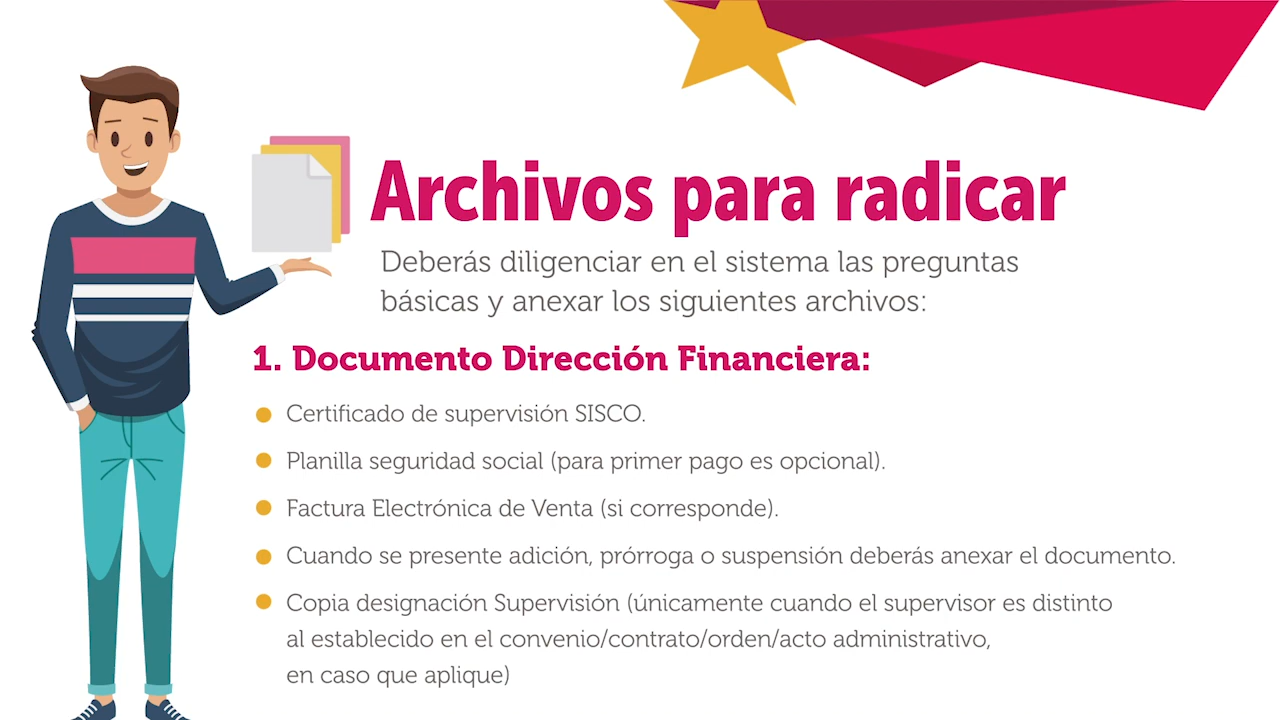 Archivos para radicar
Deberás diligenciar en el sistema las preguntas
básicas y anexar los siguientes archivos:
1. Documento Dirección Financiera:
Certificado de supervisión SISCO.
Planilla seguridad social (para primer pago es opcional).
Factura Electrónica de Venta (si corresponde).
Cuando se presente adición, prórroga o suspensión deberás anexar el documento.
Copia designación Supervisión (únicamente cuando el supervisor es distinto
al establecido en el convenio/contrato/orden/acto administrativo,
en caso que aplique)